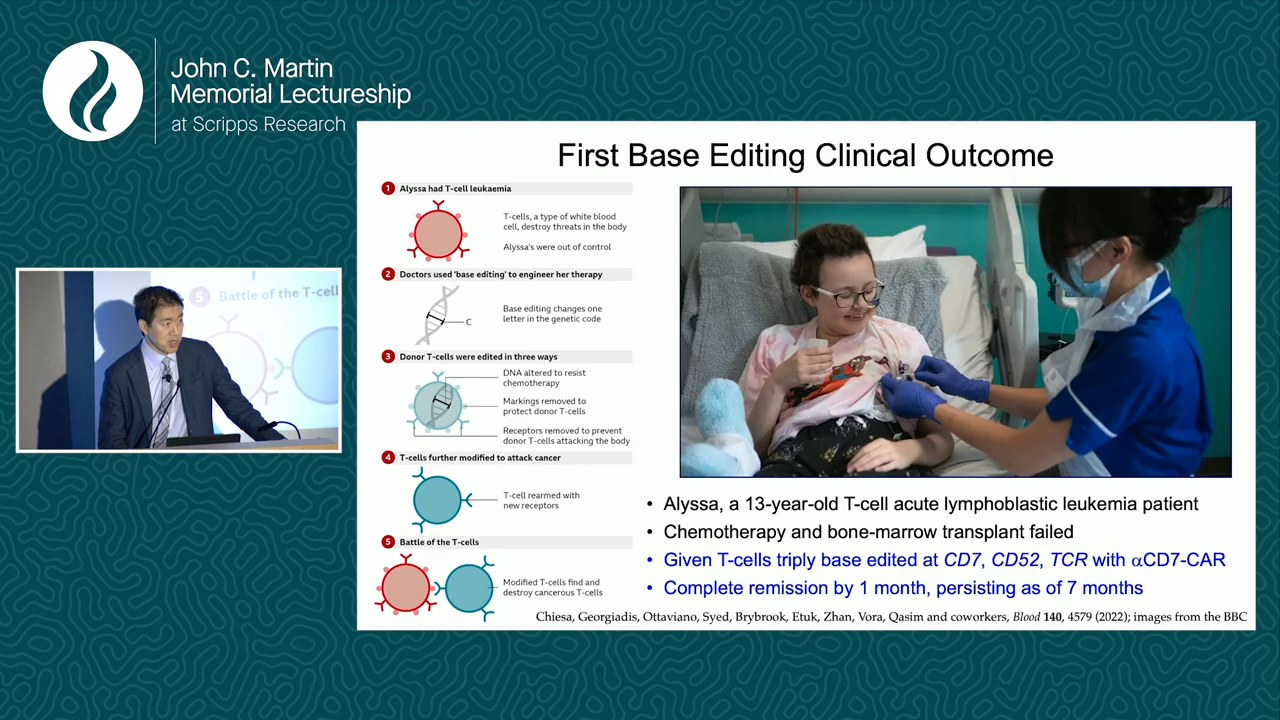 John C. Martin
Memorial Lectureship
at Scripps Research
First Base Editing Clinical Outcome
1 Alyssa had T-cell leukaemia
T-cells, a type of white blood
cell, destroy threats in the body
Alyssa's were out of control
2 Doctors used 'base editing' to engineer her therapy
Base editing changes one
letter in the genetic code
C
3 Donor T-cells were edited in three ways
DNA altered to resist
chemotherapy
Markings removed to
protect donor T-cells
Receptors removed to prevent
donor T-cells attacking the body
4 T-cells further modified to attack cancer
T-cell rearmed with
new receptors
5 Battle of the T-cells
Modified T-cells find and
destroy cancerous T-cells
• Alyssa, a 13-year-old T-cell acute lymphoblastic leukemia patient
• Chemotherapy and bone-marrow transplant failed
• Given T-cells triply base edited at CD7, CD52, TCR with αCD7-CAR
• Complete remission by 1 month, persisting as of 7 months
Chiesa, Georgiadis, Ottaviano, Syed, Brybrook, Etuk, Zhan, Vora, Qasim and coworkers, Blood 140, 4579 (2022); images from the BBC
5 Battle of the T-cell